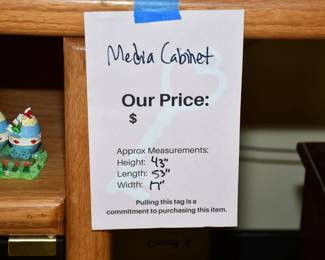 Media Cabinet
Our Price:
$
Approx Measurements:
Height: 43"
Length: 53"
Width: 17"
Pulling this tag is a
commitment to purchasing this item.